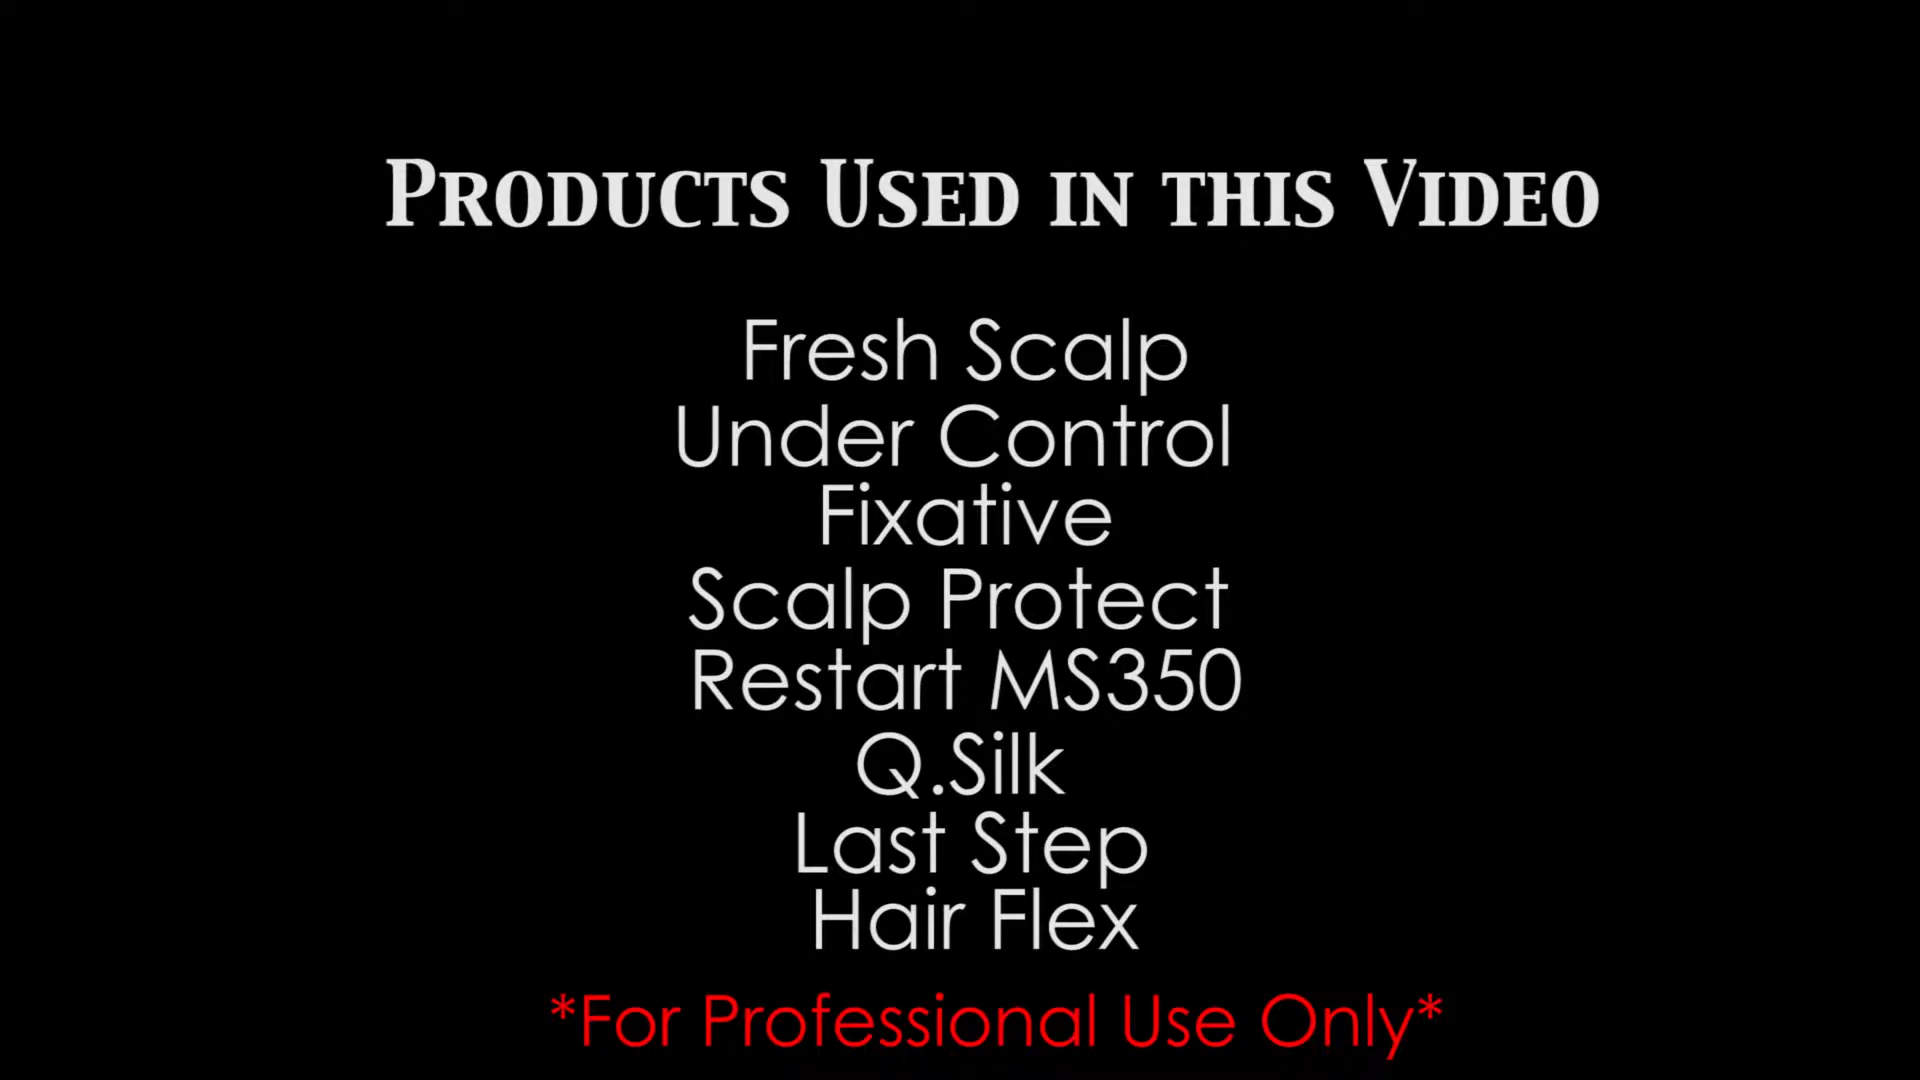 Products Used in this Video
Fresh Scalp
Under Control
Fixative
Scalp Protect
Restart MS350
Q.Silk
Last Step
Hair Flex
*For Professional Use Only*